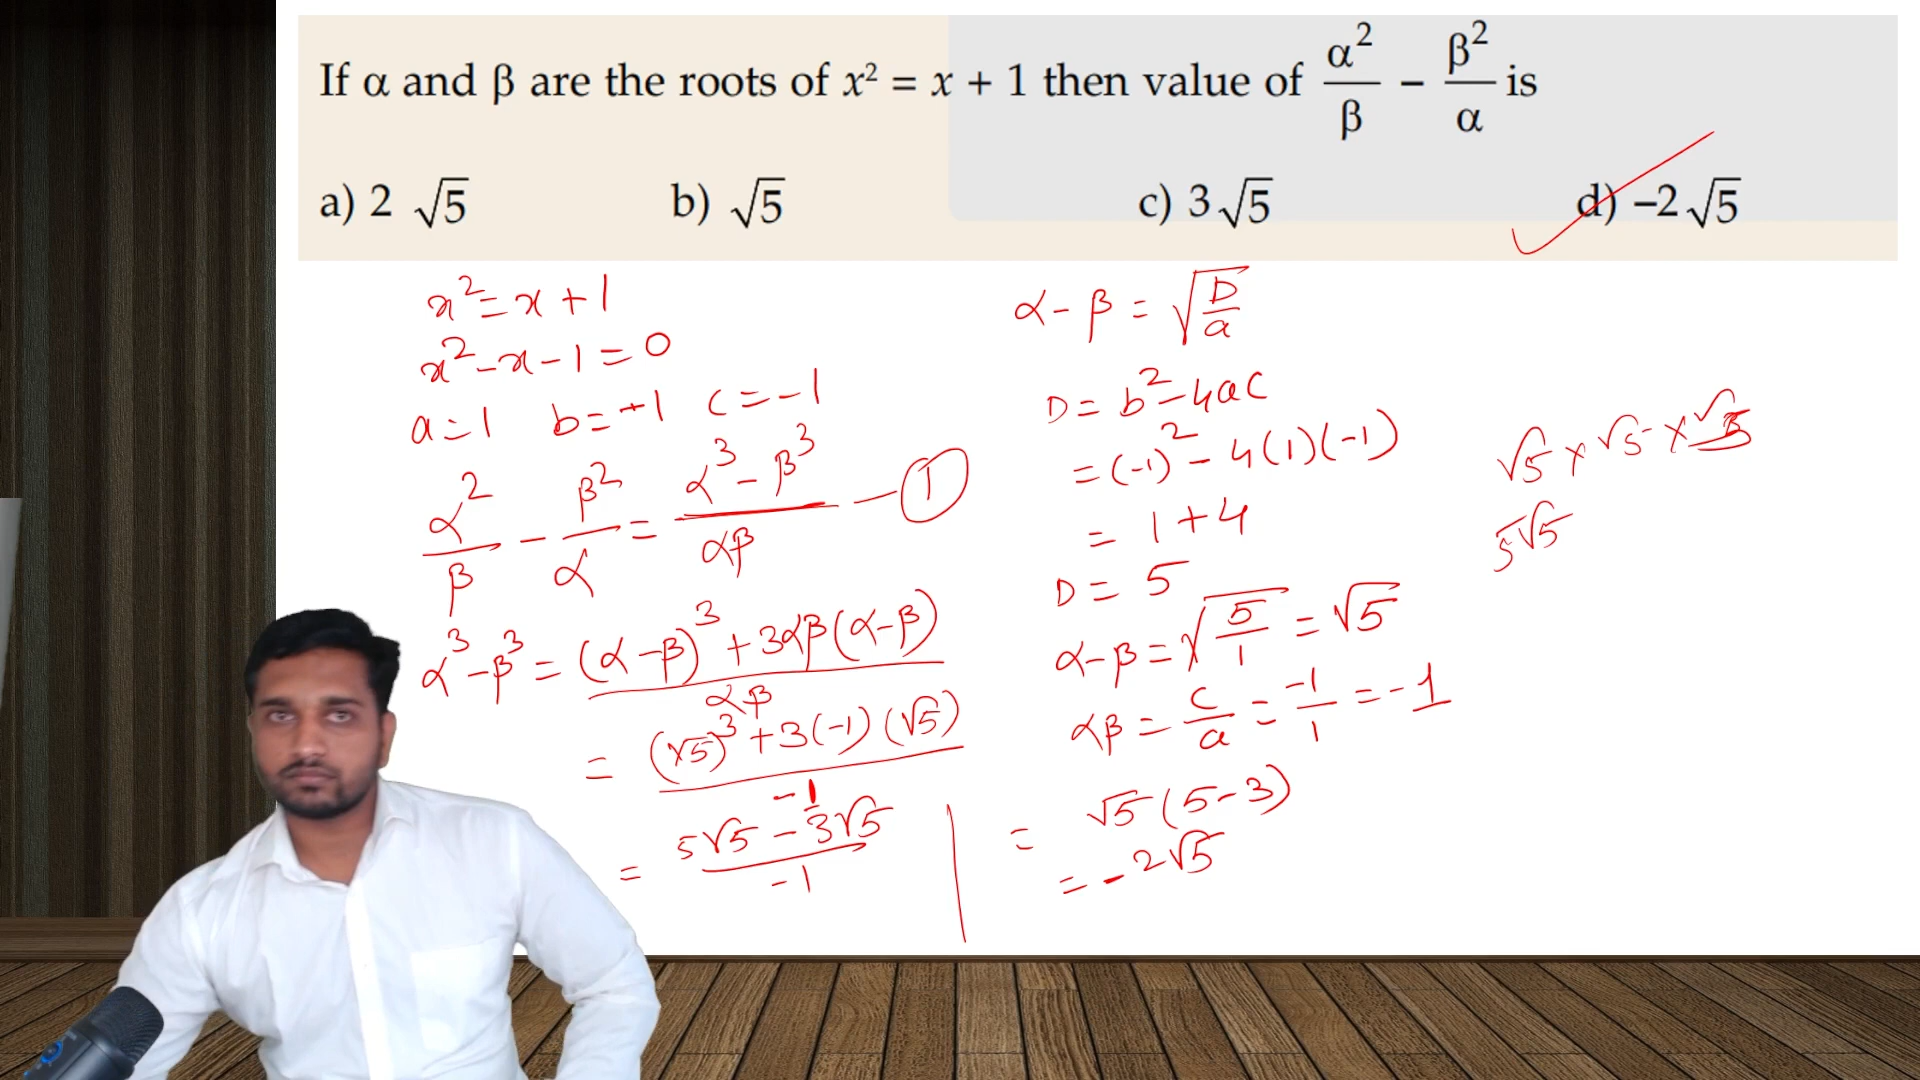 If α and β are the roots of x² = x + 1 then value of α²/β − β²/α is
a) 2 √5 b) √5 c) 3√5 d) −2√5
x² = x + 1
x² − x − 1 = 0
a = 1 b = −1 c = −1
α²/β − β²/α = (α³ − β³)/αβ — ①
α³ − β³ = ((α − β)³ + 3αβ(α − β))/αβ
= ((√5)³ + 3(−1)(√5))/−1
= (5√5 − 3√5)/−1
α − β = √(D/a)
D = b² − 4ac
= (−1)² − 4(1)(−1)
= 1 + 4
D = 5
α − β = √(5/1) = √5
αβ = c/a = −1/1 = −1
= √5(5 − 3)
= −2√5
√5 × √5 × √5
5√5